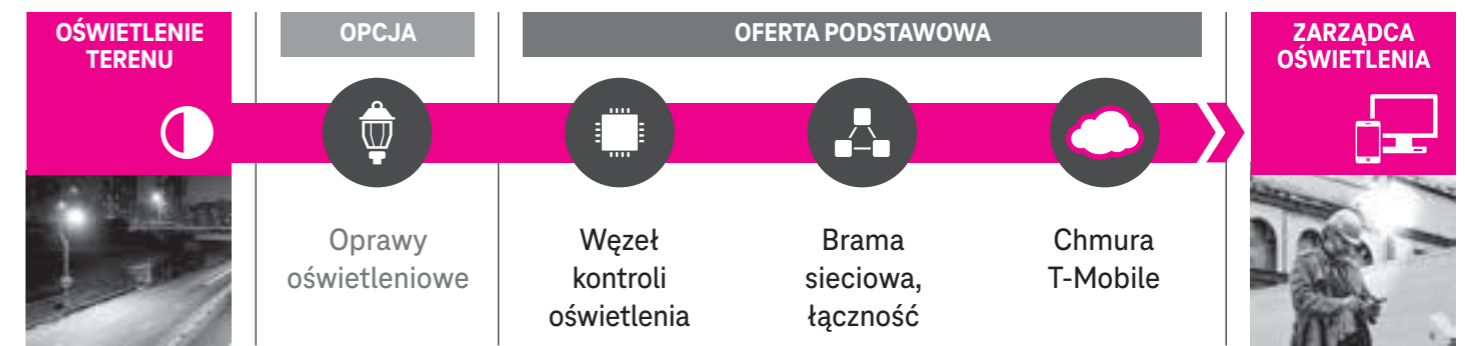 OŚWIETLENIE
TERENU
OPCJA
OFERTA PODSTAWOWA
ZARZĄDCA
OŚWIETLENIA
Oprawy
oświetleniowe
Węzeł
kontroli
oświetlenia
Brama
sieciowa,
łączność
Chmura
T-Mobile